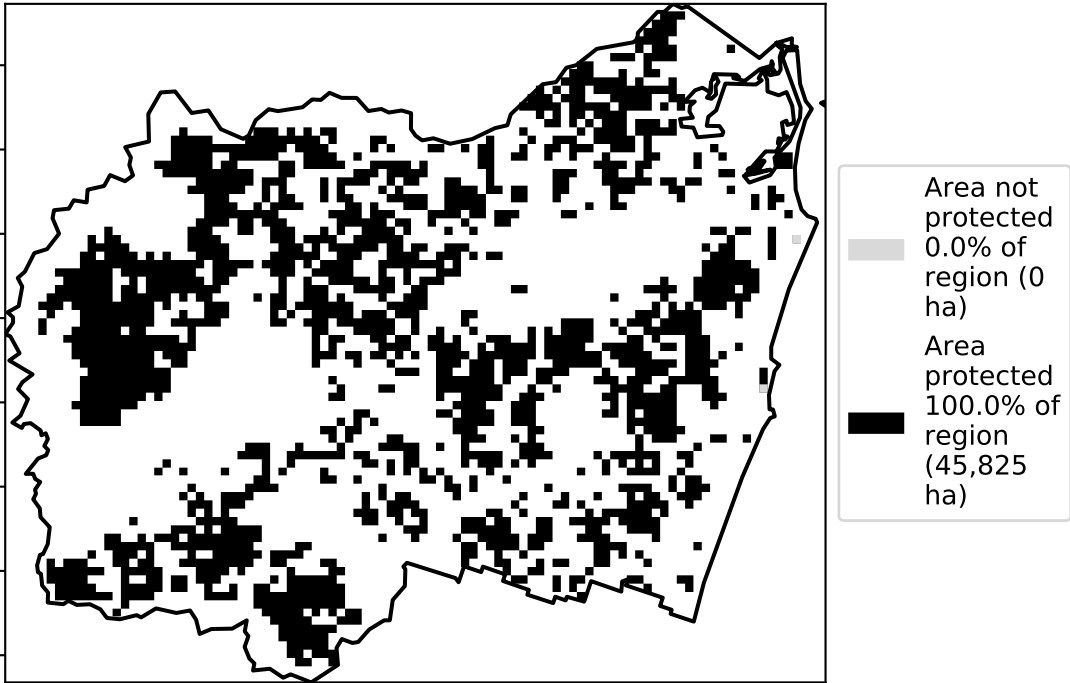 Area not
protected
0.0% of
region (0
ha)
Area
protected
100.0% of
region
(45,825
ha)